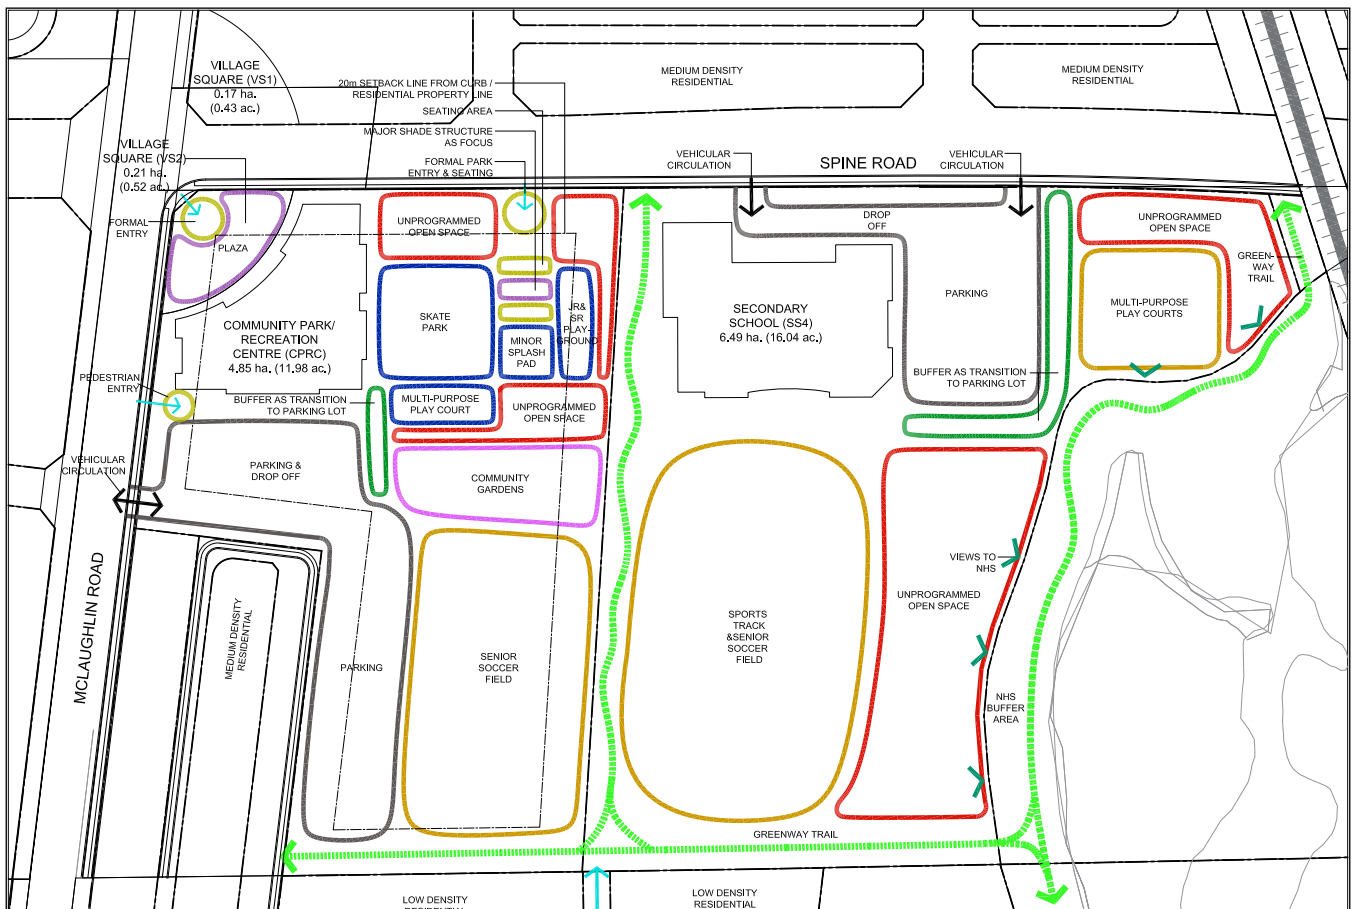 VILLAGE
SQUARE (VS1)
0.17 ha.
(0.43 ac.)
20m SETBACK LINE FROM CURB /
RESIDENTIAL PROPERTY LINE
SEATING AREA
MAJOR SHADE STRUCTURE
AS FOCUS
FORMAL PARK
ENTRY & SEATING
MEDIUM DENSITY
RESIDENTIAL
MEDIUM DENSITY
RESIDENTIAL
VILLAGE
SQUARE (VS2)
0.21 ha.
(0.52 ac.)
VEHICULAR
CIRCULATION
SPINE ROAD
VEHICULAR
CIRCULATION
FORMAL
ENTRY
PLAZA
UNPROGRAMMED
OPEN SPACE
DROP
OFF
UNPROGRAMMED
OPEN SPACE
GREEN-
WAY
TRAIL
PARKING
MULTI-PURPOSE
PLAY COURTS
SKATE
PARK
JR&
SR
PLAY-
GROUND
MINOR
SPLASH
PAD
COMMUNITY PARK/
RECREATION
CENTRE (CPRC)
4.85 ha. (11.98 ac.)
SECONDARY
SCHOOL (SS4)
6.49 ha. (16.04 ac.)
PEDESTRIAN
ENTRY
BUFFER AS TRANSITION
TO PARKING LOT
MULTI-PURPOSE
PLAY COURT
UNPROGRAMMED
OPEN SPACE
BUFFER AS TRANSITION
TO PARKING LOT
VEHICULAR
CIRCULATION
PARKING &
DROP OFF
COMMUNITY
GARDENS
VIEWS TO
NHS
UNPROGRAMMED
OPEN SPACE
MCLAUGHLIN ROAD
MEDIUM DENSITY
RESIDENTIAL
PARKING
SENIOR
SOCCER
FIELD
SPORTS
TRACK
&SENIOR
SOCCER
FIELD
NHS
BUFFER
AREA
GREENWAY TRAIL
LOW DENSITY
RESIDENTIAL
LOW DENSITY
RESIDENTIAL